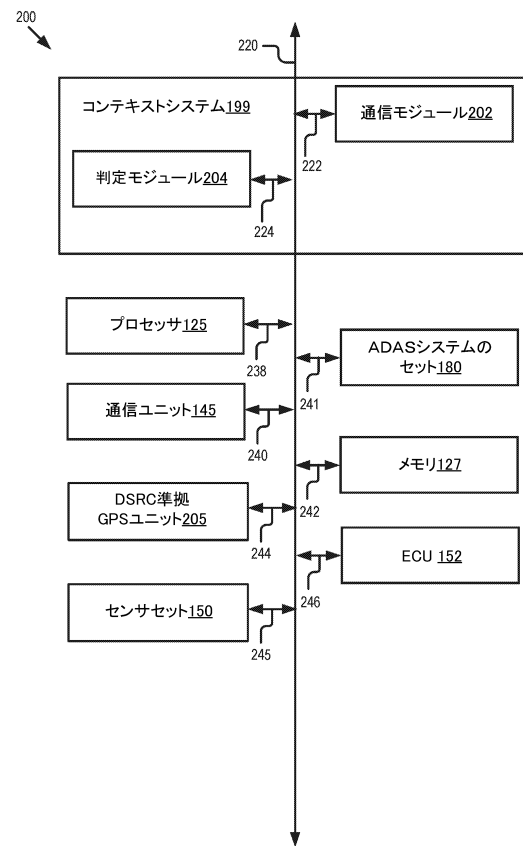 200
220
コンテキストシステム199
通信モジュール202
222
判定モジュール204
224
プロセッサ125
238
ADASシステムの
セット180
241
通信ユニット145
240
メモリ127
242
DSRC準拠
GPSユニット205
244
ECU 152
246
センサセット150
245